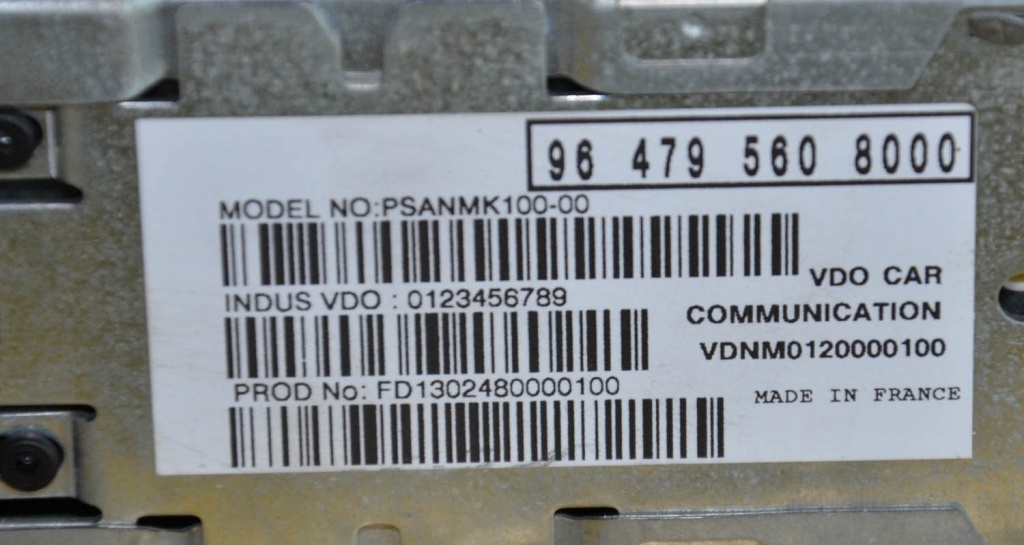 96 479 560 8000
MODEL NO:PSANMK100-00
INDUS VDO : 0123456789
VDO CAR
COMMUNICATION
VDNM0120000100
PROD No: FD1302480000100
MADE IN FRANCE